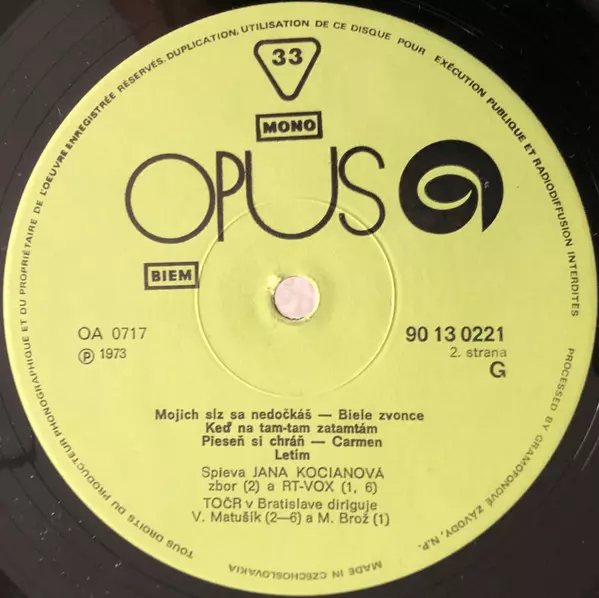 TOUS DROITS DU PRODUCTEUR PHONOGRAPHIQUE ET DU PROPRIÉTAIRE DE L'OEUVRE ENREGISTRÉE RÉSERVÉS. DUPLICATION, UTILISATION DE CE DISQUE POUR EXÉCUTION PUBLIQUE ET RADIODIFFUSION INTERDITES
33
MONO
OPUS
BIEM
OA 0717
90 13 0221
Ⓟ 1973
2. strana
G
Mojich sĺz sa nedočkáš — Biele zvonce
Keď na tam-tam zatamtám
Pieseň si chráň — Carmen
Letím
Spieva JANA KOCIANOVÁ
zbor (2) a RT-VOX (1, 6)
TOČR v Bratislave diriguje
V. Matušík (2—6) a M. Brož (1)
PROCESSED BY GRAMOFONOVÉ ZÁVODY, N.P.
MADE IN CZECHOSLOVAKIA